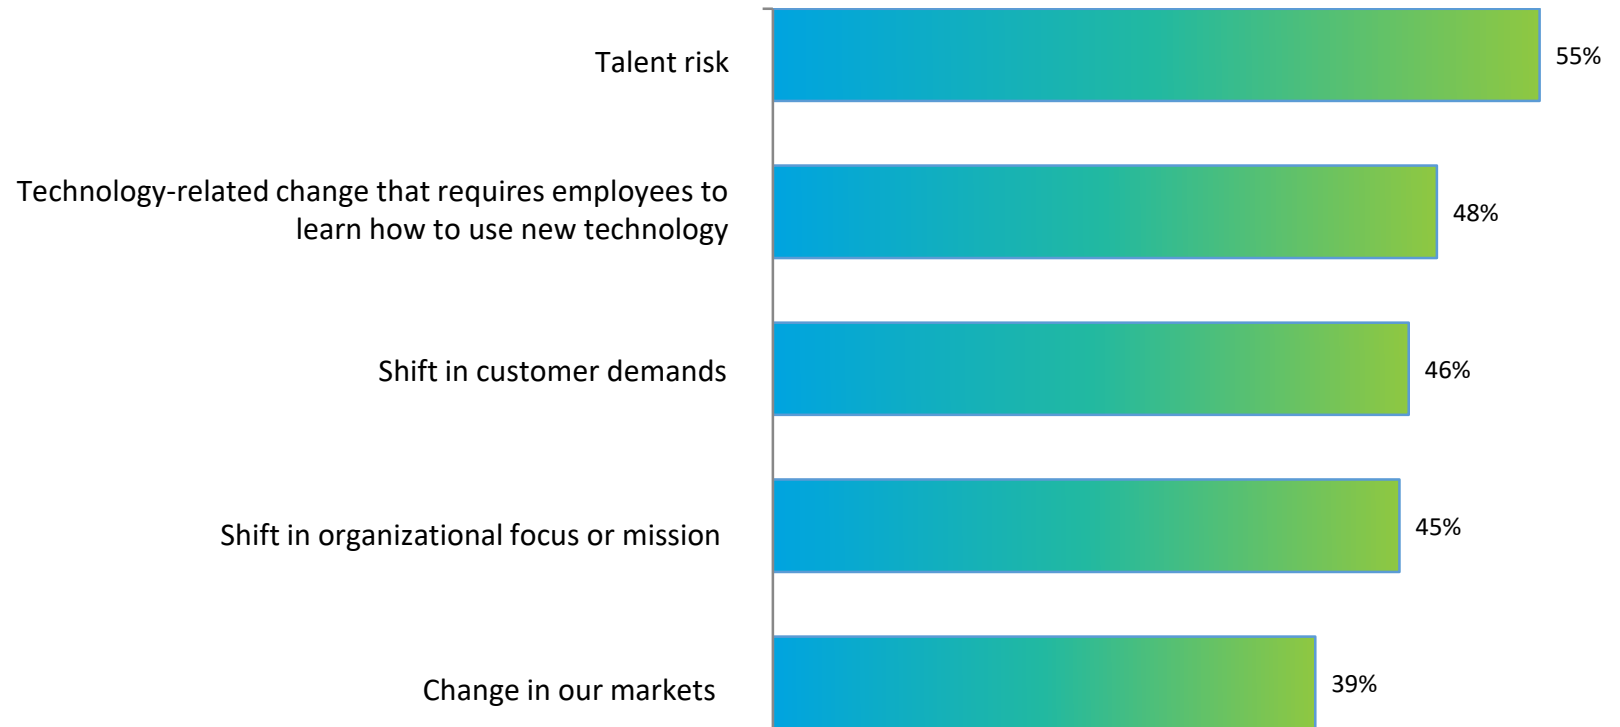 Talent risk
55%
Technology-related change that requires employees to
learn how to use new technology
48%
Shift in customer demands
46%
Shift in organizational focus or mission
45%
Change in our markets
39%